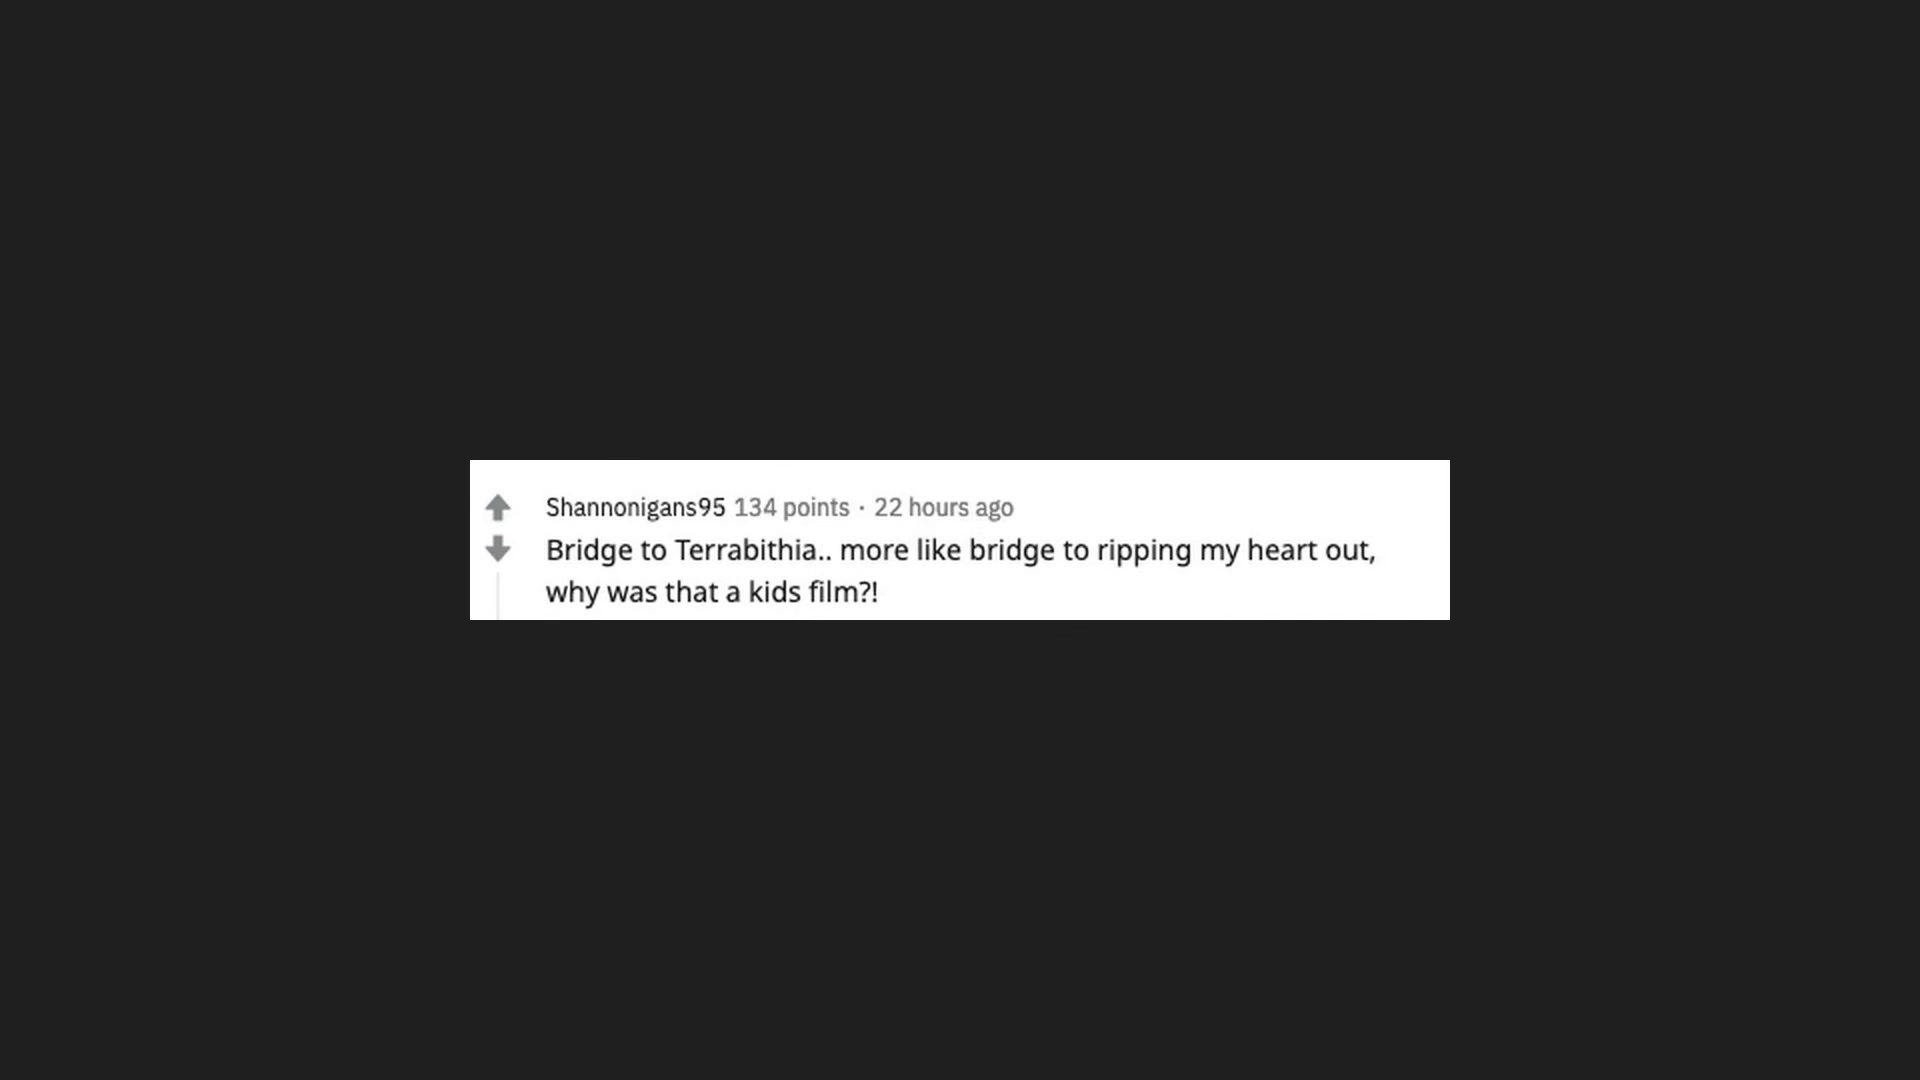 Shannonigans95 134 points · 22 hours ago
Bridge to Terrabithia.. more like bridge to ripping my heart out,
why was that a kids film?!